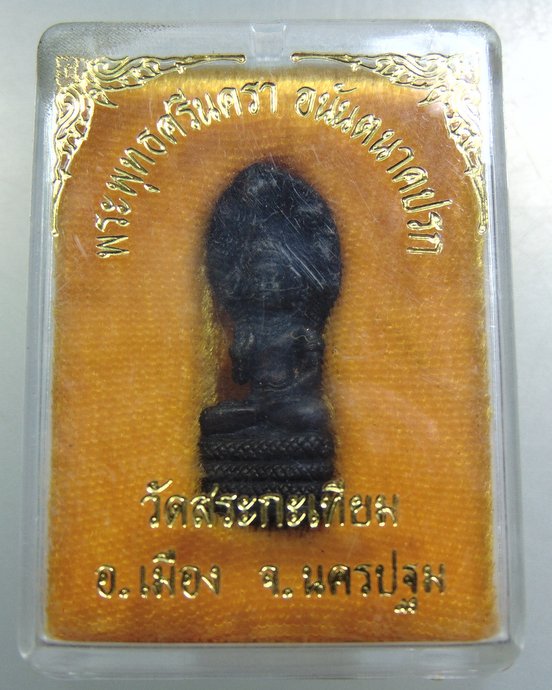 พระพุทธศรีนครา อนันตนาคปรก
วัดสระกะเทียม
อ.เมือง จ.นครปฐม